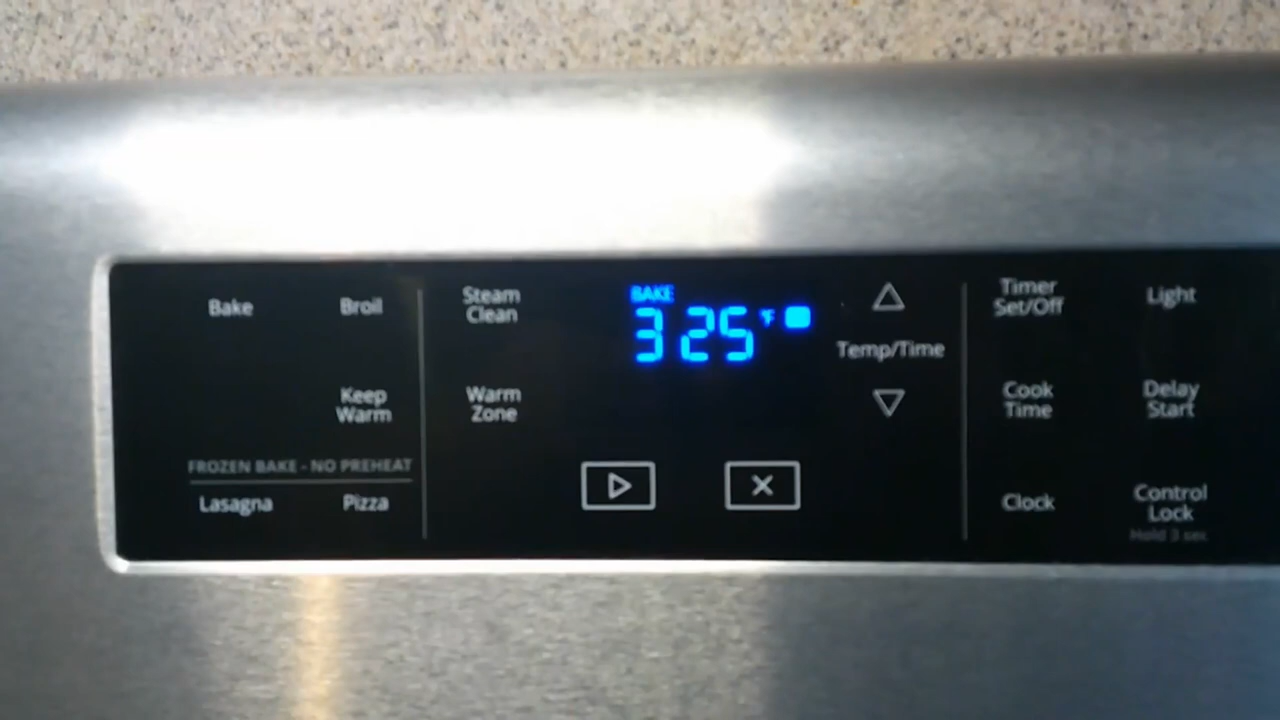 Bake
Broil
Keep
Warm
FROZEN BAKE - NO PREHEAT
Lasagna
Pizza
Steam
Clean
Warm
Zone
BAKE
325°F
Temp/Time
Timer
Set/Off
Light
Cook
Time
Delay
Start
Clock
Control
Lock
Hold 3 sec